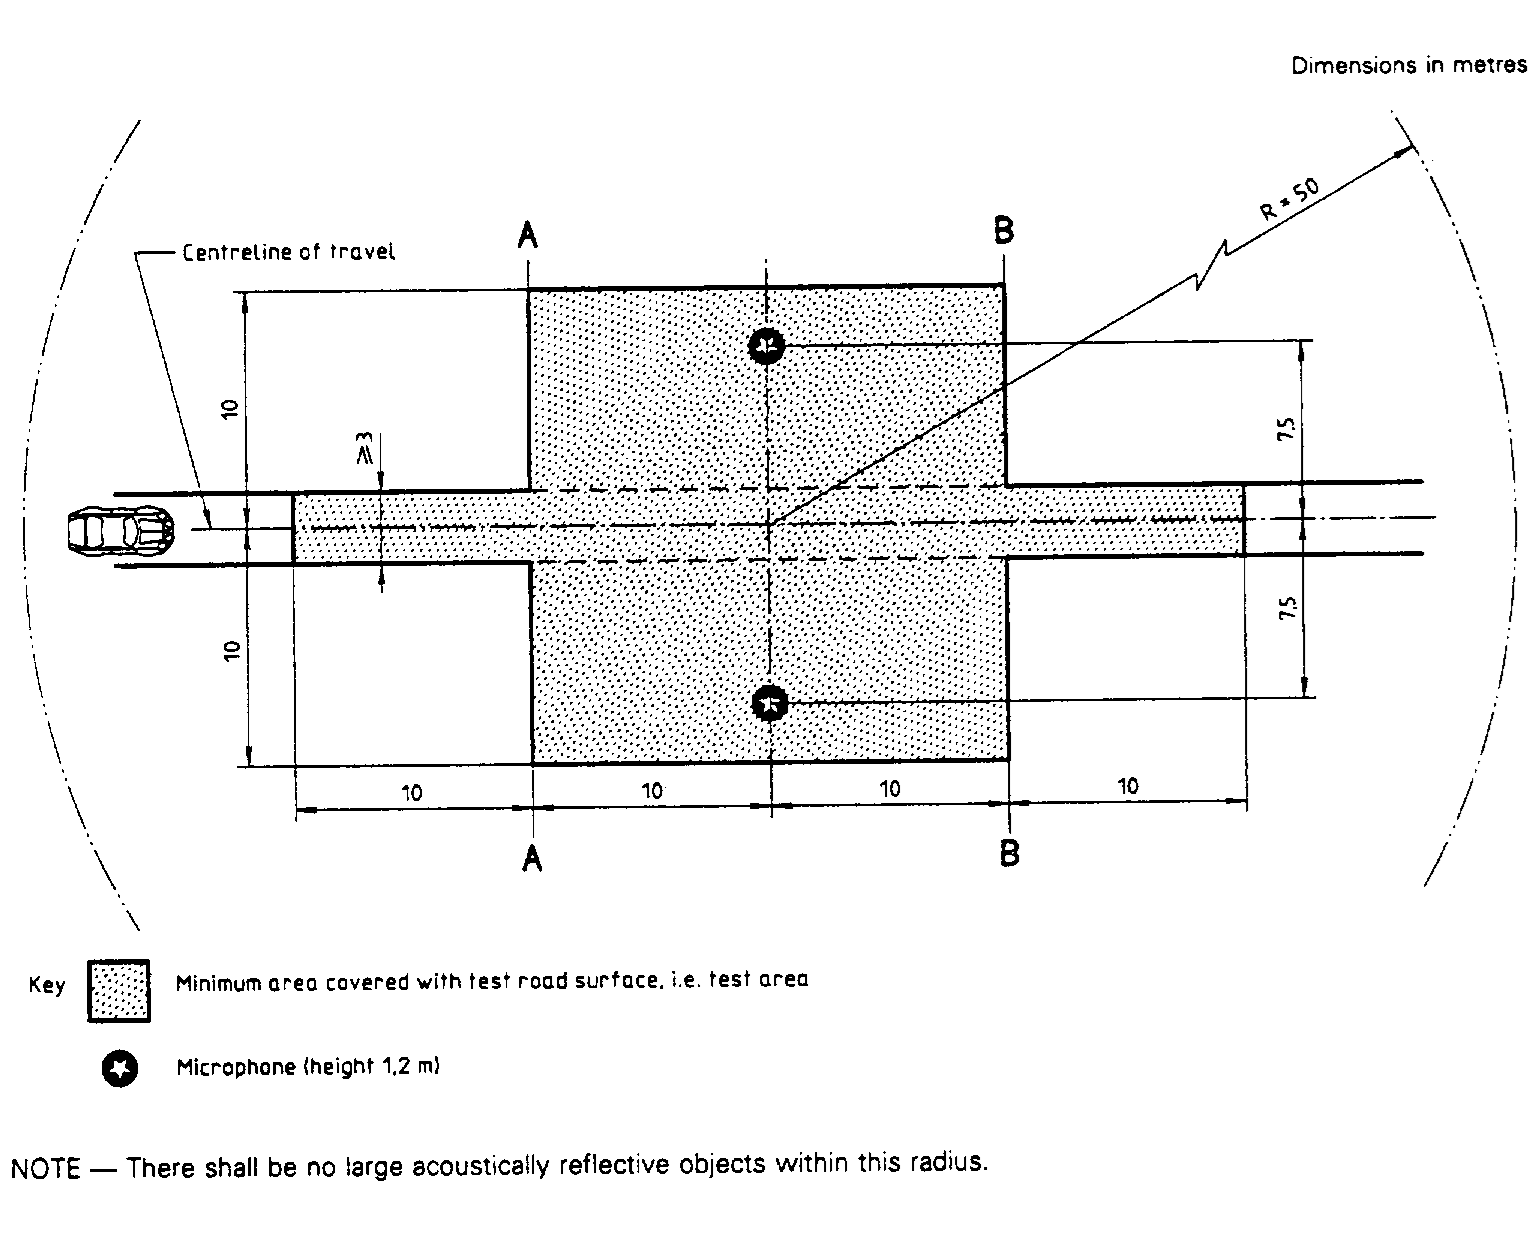 Dimensions in metres
R = 50
A
B
Centreline of travel
10
≥ 3
7,5
10
7,5
10
10
10
10
A
B
Key
Minimum area covered with test road surface, i.e. test area
Microphone (height 1,2 m)
NOTE — There shall be no large acoustically reflective objects within this radius.